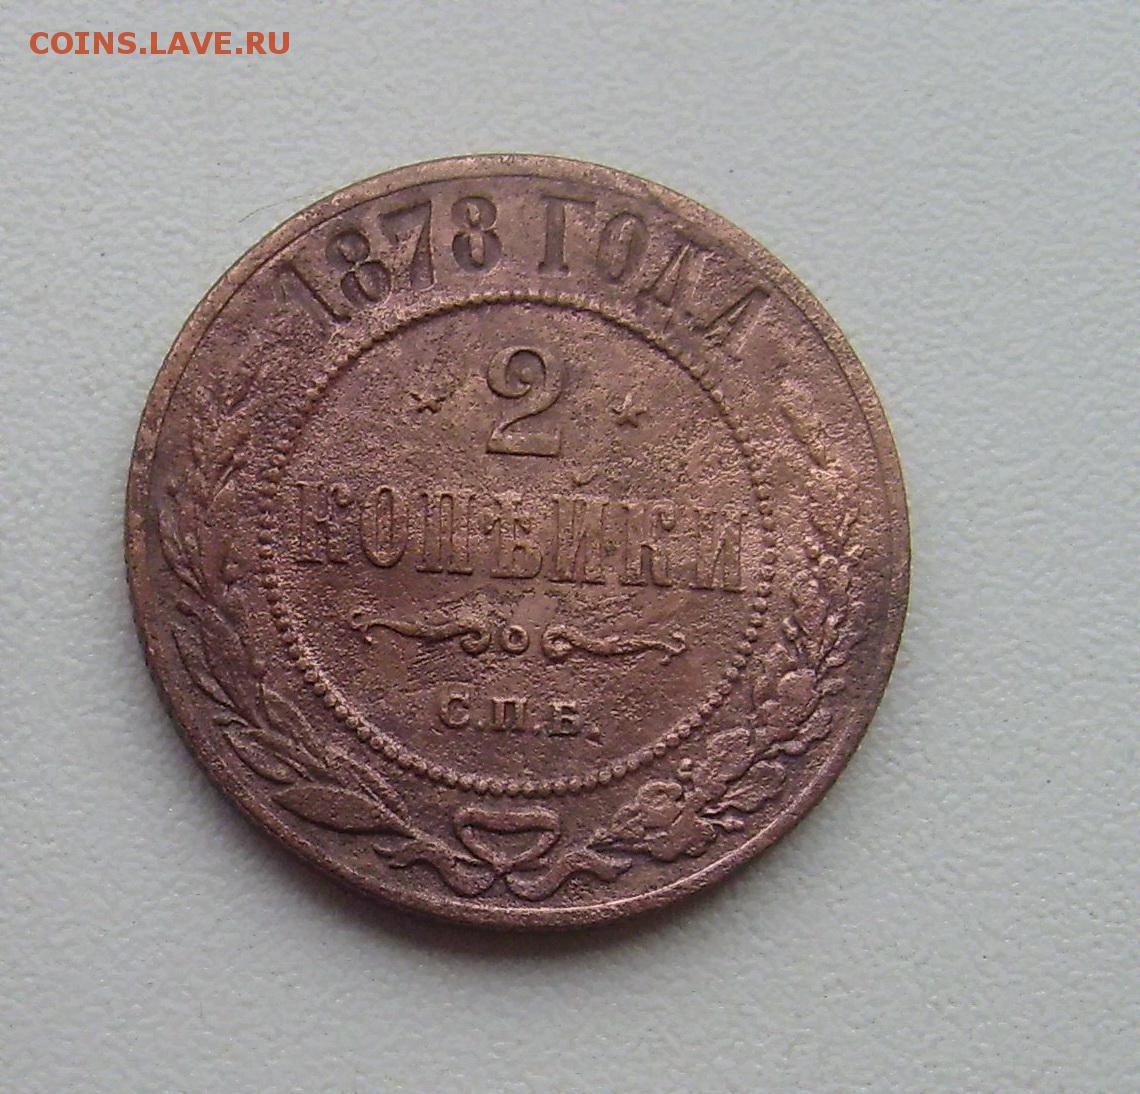 COINS.LAVE.RU
1878 ГОДА
2
КОПѢЙКИ
С.П.Б.